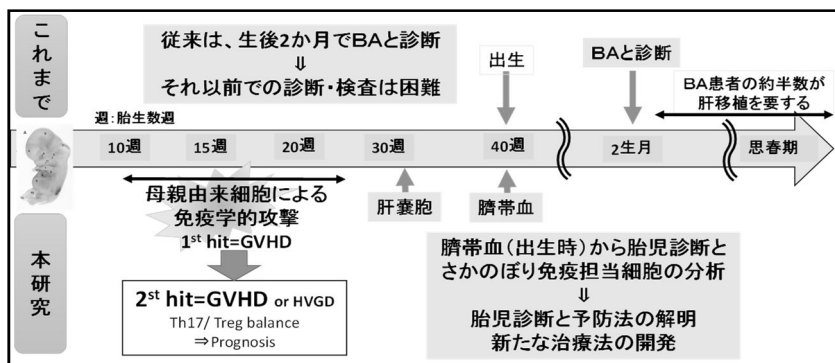 これまで
従来は、生後2か月でBAと診断
⇓
それ以前での診断・検査は困難
出生
BAと診断
BA患者の約半数が
肝移植を要する
週:胎生数週
10週
15週
20週
30週
40週
2生月
思春期
母親由来細胞による
免疫学的攻撃
1st hit=GVHD
肝嚢胞
臍帯血
本研究
2st hit=GVHD or HVGD
Th17/ Treg balance
⇒Prognosis
臍帯血(出生時)から胎児診断と
さかのぼり免疫担当細胞の分析
⇓
胎児診断と予防法の解明
新たな治療法の開発